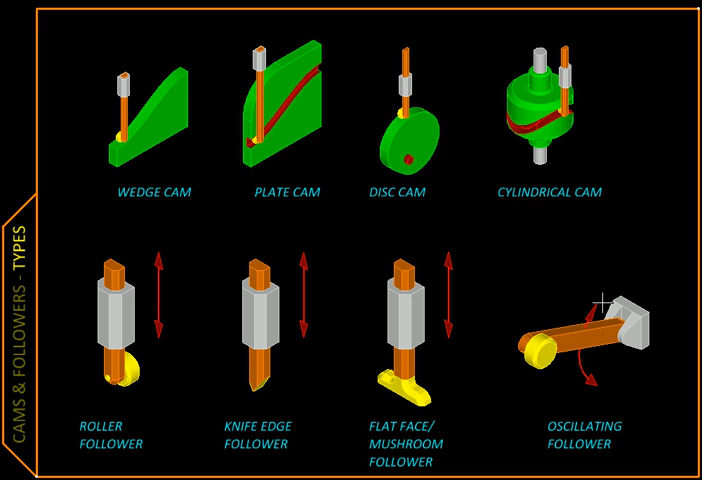 WEDGE CAM
PLATE CAM
DISC CAM
CYLINDRICAL CAM
CAMS & FOLLOWERS - TYPES
ROLLER
FOLLOWER
KNIFE EDGE
FOLLOWER
FLAT FACE/
MUSHROOM
FOLLOWER
OSCILLATING
FOLLOWER